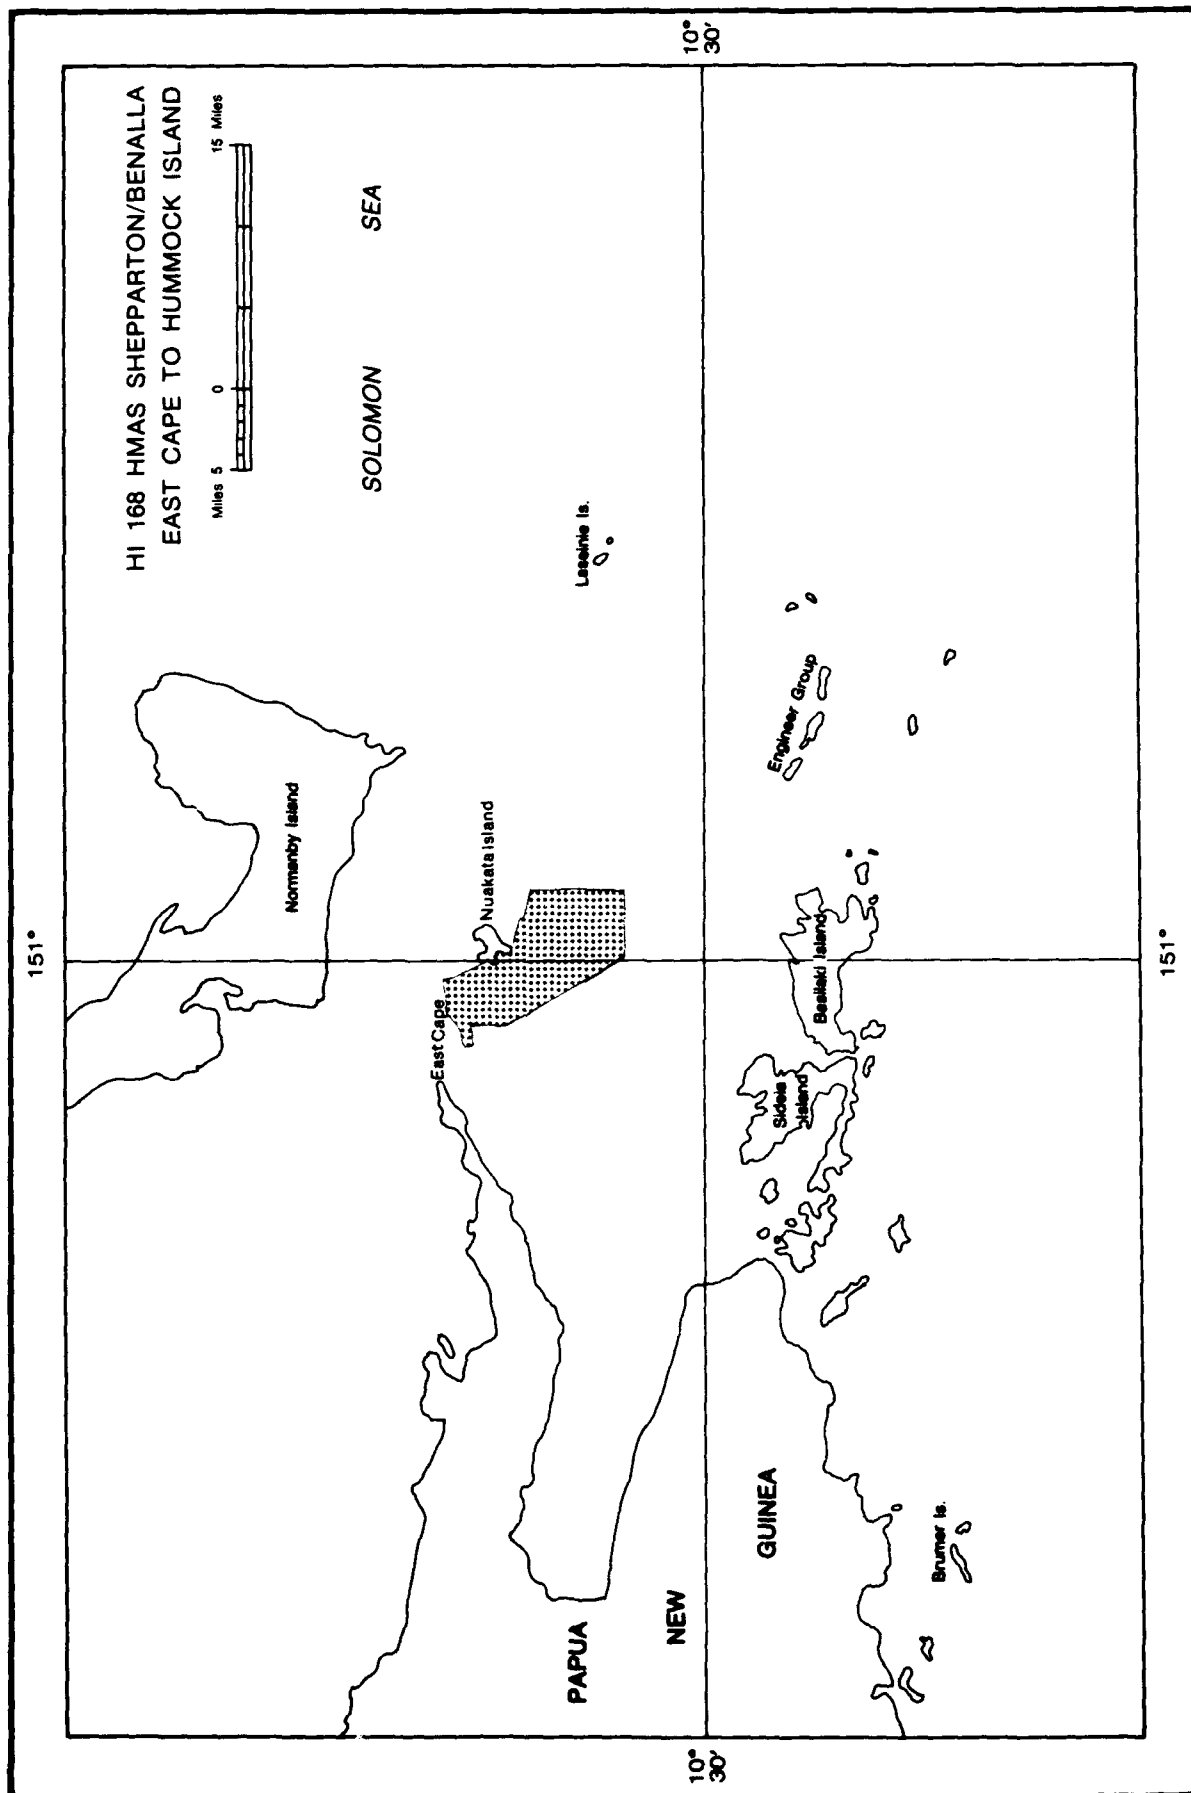 HI 168 HMAS SHEPPARTON/BENALLA
EAST CAPE TO HUMMOCK ISLAND
Miles 5 0 15 Miles
151°
Normanby Island
SOLOMON SEA
East Cape
Nuakata Island
Laseinie Is.
PAPUA
NEW
GUINEA
10°
30'
10°
30'
Sideia
Island
Basilaki Island
Engineer Group
Brumer Is.
151°